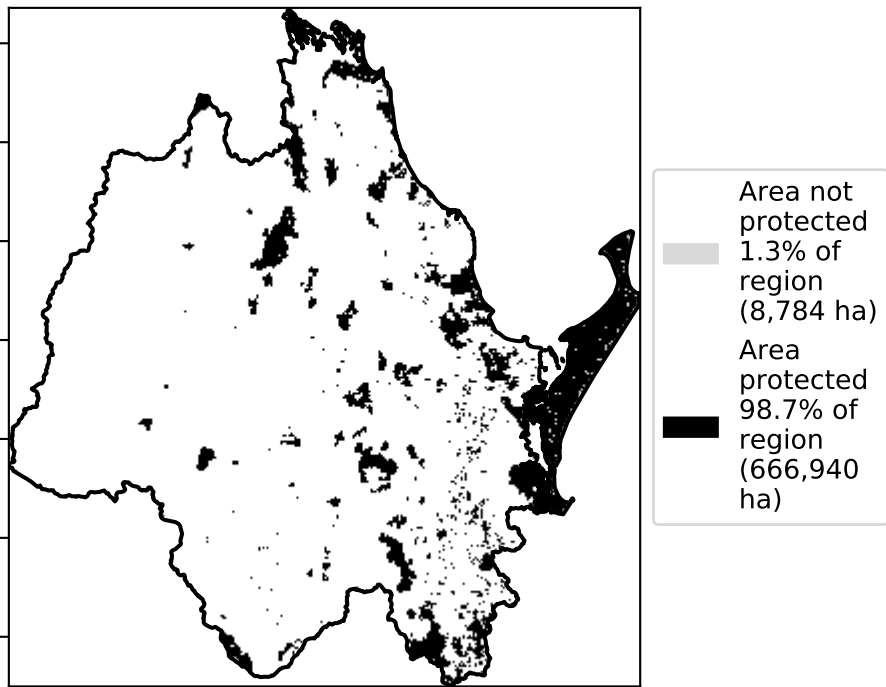 Area not
protected
1.3% of
region
(8,784 ha)
Area
protected
98.7% of
region
(666,940
ha)